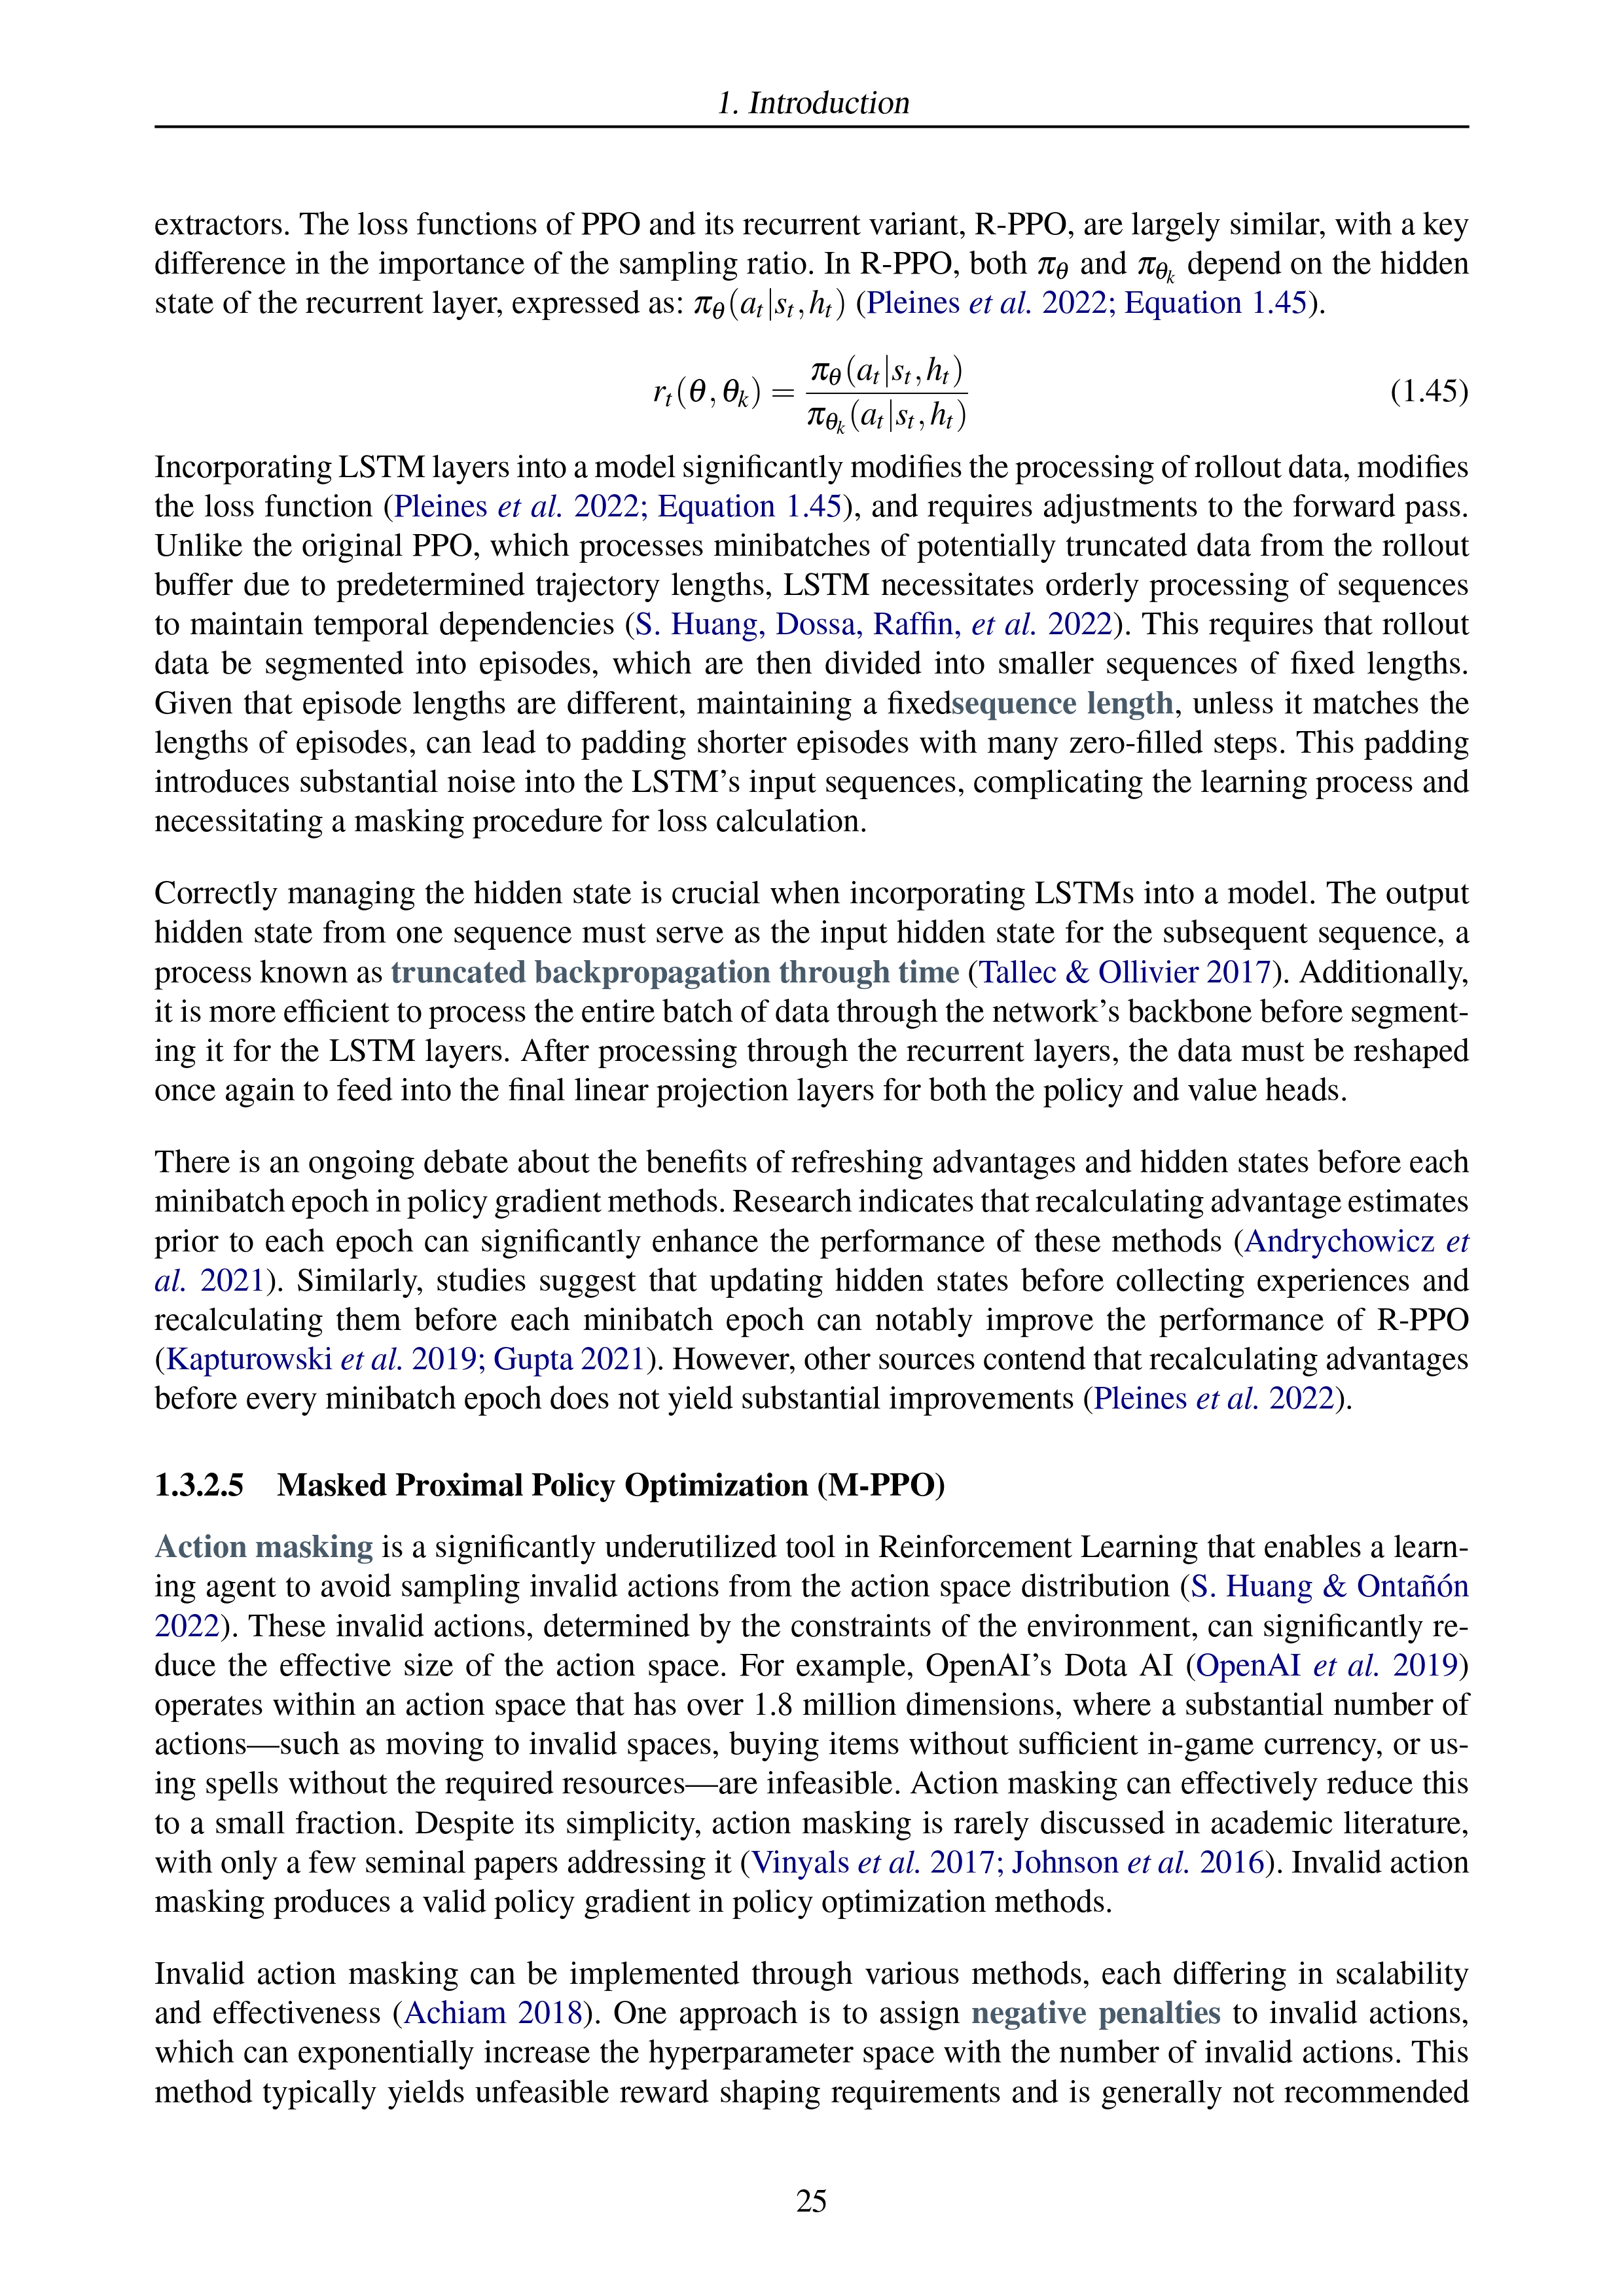 1. Introduction
extractors. The loss functions of PPO and its recurrent variant, R-PPO, are largely similar, with a key
difference in the importance of the sampling ratio. In R-PPO, both π_θ and π_θ_k depend on the hidden
state of the recurrent layer, expressed as: π_θ(a_t|s_t, h_t) (Pleines et al. 2022; Equation 1.45).
r_t(θ, θ_k) = π_θ(a_t|s_t, h_t) / π_θ_k(a_t|s_t, h_t) (1.45)
Incorporating LSTM layers into a model significantly modifies the processing of rollout data, modifies
the loss function (Pleines et al. 2022; Equation 1.45), and requires adjustments to the forward pass.
Unlike the original PPO, which processes minibatches of potentially truncated data from the rollout
buffer due to predetermined trajectory lengths, LSTM necessitates orderly processing of sequences
to maintain temporal dependencies (S. Huang, Dossa, Raffin, et al. 2022). This requires that rollout
data be segmented into episodes, which are then divided into smaller sequences of fixed lengths.
Given that episode lengths are different, maintaining a fixedsequence length, unless it matches the
lengths of episodes, can lead to padding shorter episodes with many zero-filled steps. This padding
introduces substantial noise into the LSTM's input sequences, complicating the learning process and
necessitating a masking procedure for loss calculation.
Correctly managing the hidden state is crucial when incorporating LSTMs into a model. The output
hidden state from one sequence must serve as the input hidden state for the subsequent sequence, a
process known as truncated backpropagation through time (Tallec & Ollivier 2017). Additionally,
it is more efficient to process the entire batch of data through the network's backbone before segment-
ing it for the LSTM layers. After processing through the recurrent layers, the data must be reshaped
once again to feed into the final linear projection layers for both the policy and value heads.
There is an ongoing debate about the benefits of refreshing advantages and hidden states before each
minibatch epoch in policy gradient methods. Research indicates that recalculating advantage estimates
prior to each epoch can significantly enhance the performance of these methods (Andrychowicz et
al. 2021). Similarly, studies suggest that updating hidden states before collecting experiences and
recalculating them before each minibatch epoch can notably improve the performance of R-PPO
(Kapturowski et al. 2019; Gupta 2021). However, other sources contend that recalculating advantages
before every minibatch epoch does not yield substantial improvements (Pleines et al. 2022).
1.3.2.5 Masked Proximal Policy Optimization (M-PPO)
Action masking is a significantly underutilized tool in Reinforcement Learning that enables a learn-
ing agent to avoid sampling invalid actions from the action space distribution (S. Huang & Ontañón
2022). These invalid actions, determined by the constraints of the environment, can significantly re-
duce the effective size of the action space. For example, OpenAI's Dota AI (OpenAI et al. 2019)
operates within an action space that has over 1.8 million dimensions, where a substantial number of
actions—such as moving to invalid spaces, buying items without sufficient in-game currency, or us-
ing spells without the required resources—are infeasible. Action masking can effectively reduce this
to a small fraction. Despite its simplicity, action masking is rarely discussed in academic literature,
with only a few seminal papers addressing it (Vinyals et al. 2017; Johnson et al. 2016). Invalid action
masking produces a valid policy gradient in policy optimization methods.
Invalid action masking can be implemented through various methods, each differing in scalability
and effectiveness (Achiam 2018). One approach is to assign negative penalties to invalid actions,
which can exponentially increase the hyperparameter space with the number of invalid actions. This
method typically yields unfeasible reward shaping requirements and is generally not recommended
25